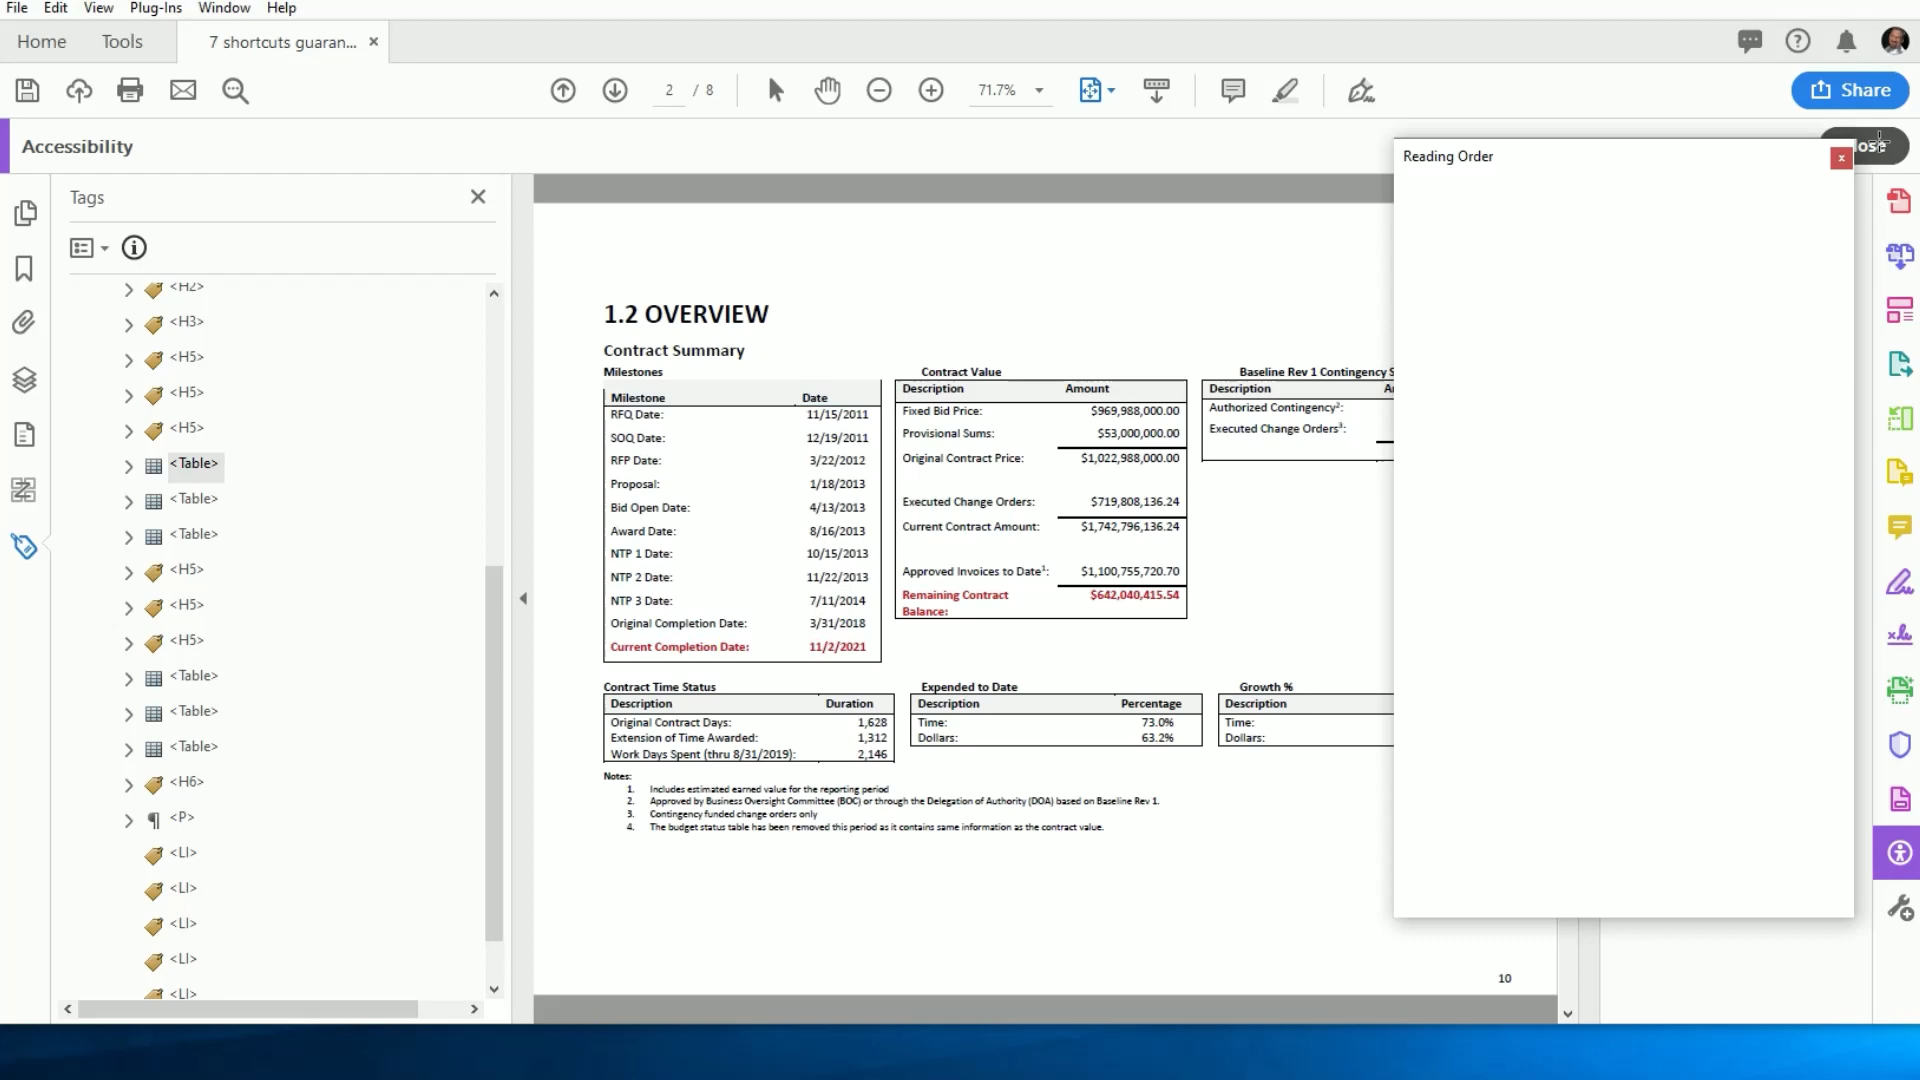 File Edit View Plug-Ins Window Help
Home Tools 7 shortcuts guaran...
2 / 8 71.7% Share
Accessibility
Reading Order
Tags
<H2>
<H3>
<H5>
<H5>
<H5>
<Table>
<Table>
<Table>
<H5>
<H5>
<H5>
<Table>
<Table>
<Table>
<H6>
<P>
<LI>
<LI>
<LI>
<LI>
<LI>
1.2 OVERVIEW
Contract Summary
Milestones
Milestone Date
RFQ Date: 11/15/2011
SOQ Date: 12/19/2011
RFP Date: 3/22/2012
Proposal: 1/18/2013
Bid Open Date: 4/13/2013
Award Date: 8/16/2013
NTP 1 Date: 10/15/2013
NTP 2 Date: 11/22/2013
NTP 3 Date: 7/11/2014
Original Completion Date: 3/31/2018
Current Completion Date: 11/2/2021
Contract Value
Description Amount
Fixed Bid Price: $969,988,000.00
Provisional Sums: $53,000,000.00
Original Contract Price: $1,022,988,000.00
Executed Change Orders: $719,808,136.24
Current Contract Amount: $1,742,796,136.24
Approved Invoices to Date¹: $1,100,755,720.70
Remaining Contract $642,040,415.54
Balance:
Baseline Rev 1 Contingency
Description
Authorized Contingency²:
Executed Change Orders³:
Contract Time Status
Description Duration
Original Contract Days: 1,628
Extension of Time Awarded: 1,312
Work Days Spent (thru 8/31/2019): 2,146
Expended to Date
Description Percentage
Time: 73.0%
Dollars: 63.2%
Growth %
Description
Time:
Dollars:
Notes:
1. Includes estimated earned value for the reporting period
2. Approved by Business Oversight Committee (BOC) or through the Delegation of Authority (DOA) based on Baseline Rev 1.
3. Contingency funded change orders only
4. The budget status table has been removed this period as it contains same information as the contract value.
10